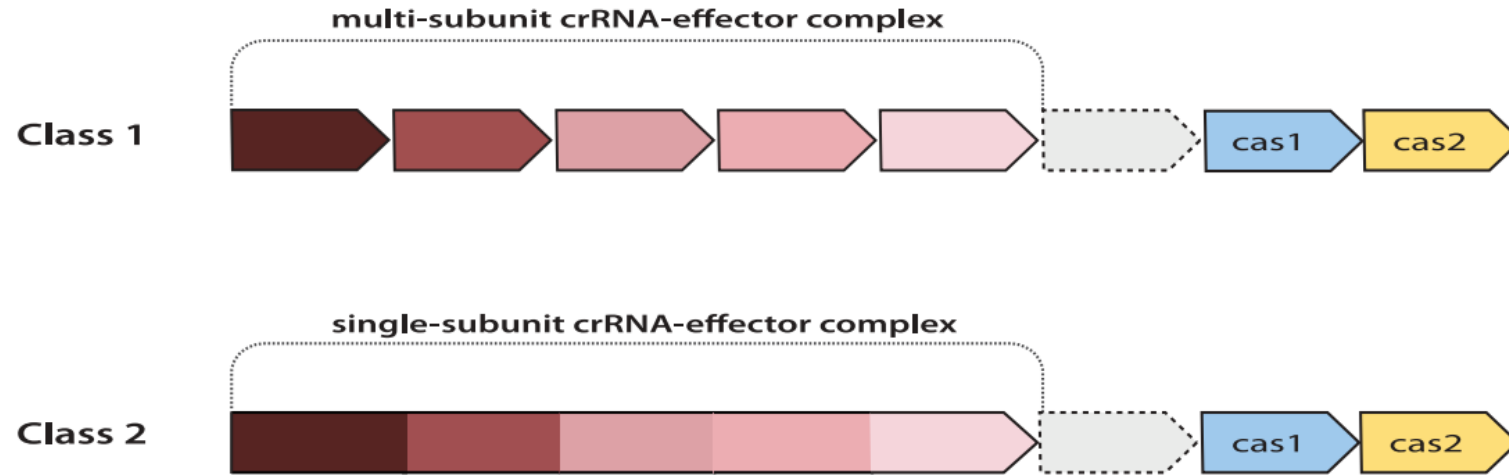 multi-subunit crRNA-effector complex
Class 1
cas1 cas2
single-subunit crRNA-effector complex
Class 2
cas1 cas2